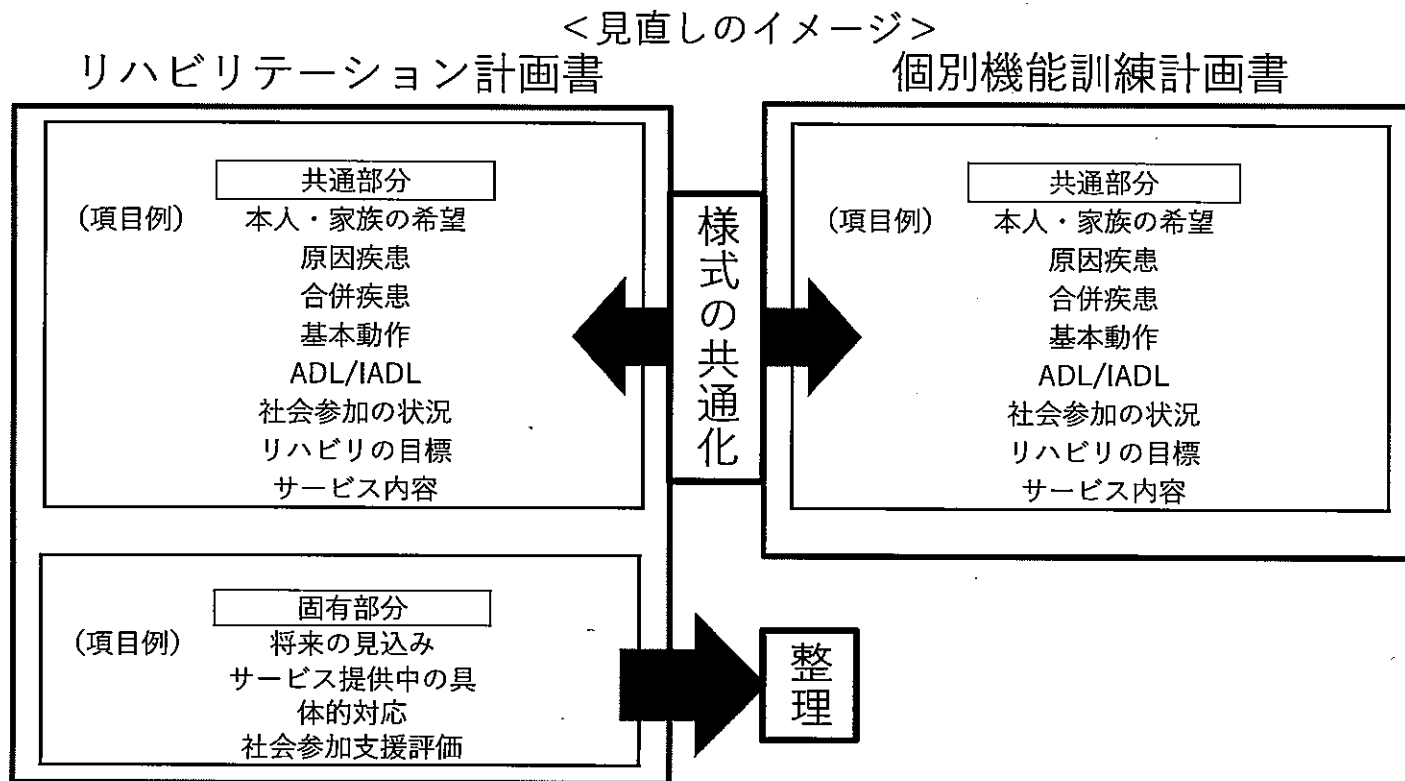 ＜見直しのイメージ＞
リハビリテーション計画書
共通部分
(項目例)
本人・家族の希望
原因疾患
合併疾患
基本動作
ADL/IADL
社会参加の状況
リハビリの目標
サービス内容
固有部分
(項目例)
将来の見込み
サービス提供中の具
体的対応
社会参加支援評価
様式の共通化
整理
個別機能訓練計画書
共通部分
(項目例)
本人・家族の希望
原因疾患
合併疾患
基本動作
ADL/IADL
社会参加の状況
リハビリの目標
サービス内容